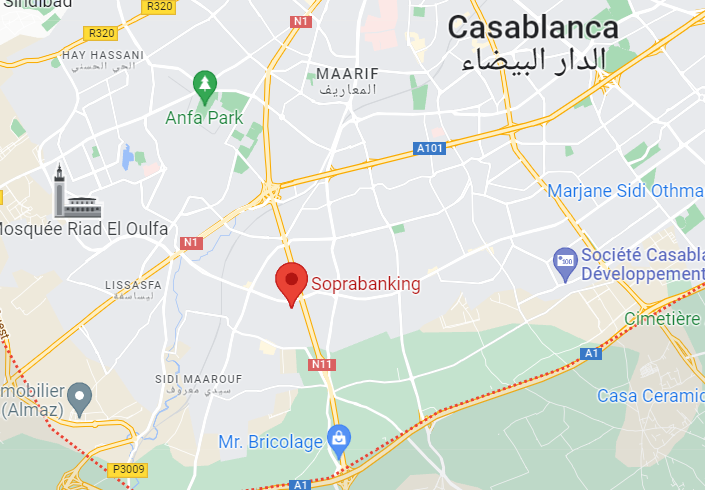 Sindibad
R320
R320
N1
Casablanca
الدار البيضاء
HAY HASSANI
الحي الحسني
MAARIF
المعاريف
Anfa Park
A101
Marjane Sidi Othma
Mosquée Riad El Oulfa
N1
Société Casabla
Développement
LISSASFA
ليساسفة
Soprabanking
Cimetière
A1
N11
SIDI MAAROUF
سيدي معروف
mobilier
(Almaz)
Casa Ceramic
Mr. Bricolage
P3009
A1